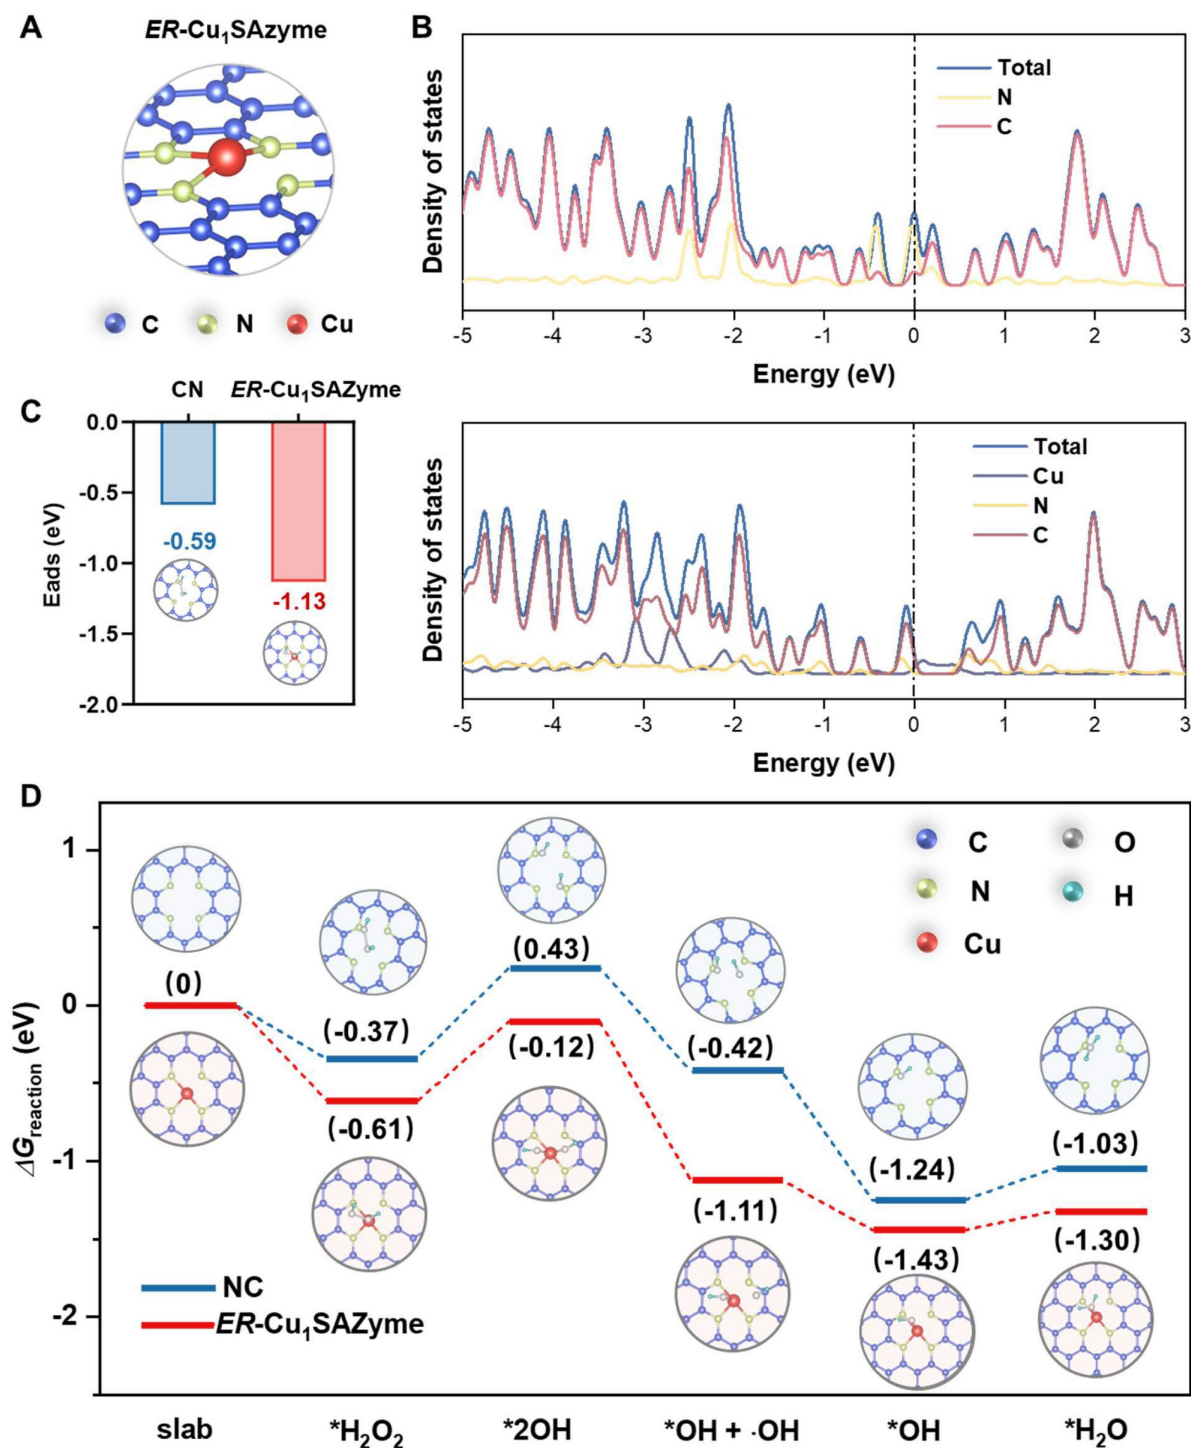 A
ER-Cu₁SAzyme
C
N
Cu
B
Density of states
Total
N
C
-5 -4 -3 -2 -1 0 1 2 3
Energy (eV)
C
CN
ER-Cu₁SAZyme
Eads (eV)
0.0
-0.5
-1.0
-1.5
-2.0
-0.59
-1.13
Density of states
Total
Cu
N
C
-5 -4 -3 -2 -1 0 1 2 3
Energy (eV)
D
ΔG reaction (eV)
1
0
-1
-2
C
O
N
H
Cu
(0)
(-0.37)
(0.43)
(-0.42)
(-1.24)
(-1.03)
(-0.61)
(-0.12)
(-1.11)
(-1.43)
(-1.30)
NC
ER-Cu₁SAZyme
slab
*H₂O₂
*2OH
*OH + ·OH
*OH
*H₂O